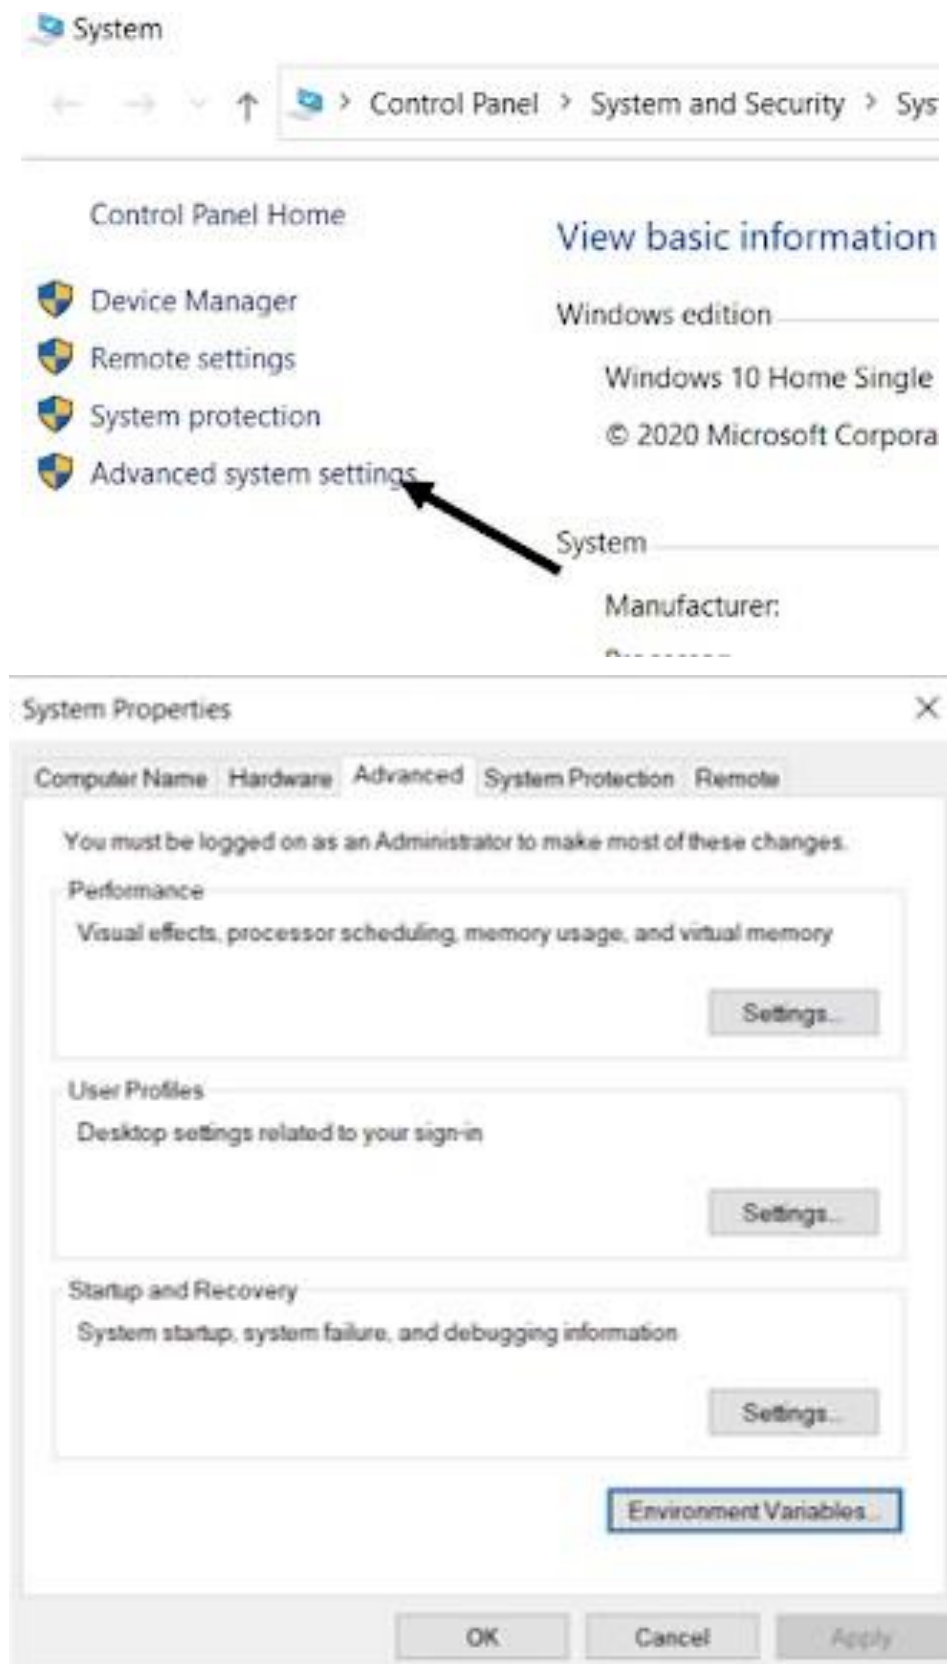 System
Control Panel > System and Security > Sys
Control Panel Home
Device Manager
Remote settings
System protection
Advanced system settings
View basic information
Windows edition
Windows 10 Home Single
© 2020 Microsoft Corpora
System
Manufacturer:
System Properties
Computer Name Hardware Advanced System Protection Remote
You must be logged on as an Administrator to make most of these changes.
Performance
Visual effects, processor scheduling, memory usage, and virtual memory
Settings...
User Profiles
Desktop settings related to your sign-in
Settings...
Startup and Recovery
System startup, system failure, and debugging information
Settings...
Environment Variables...
OK Cancel Apply